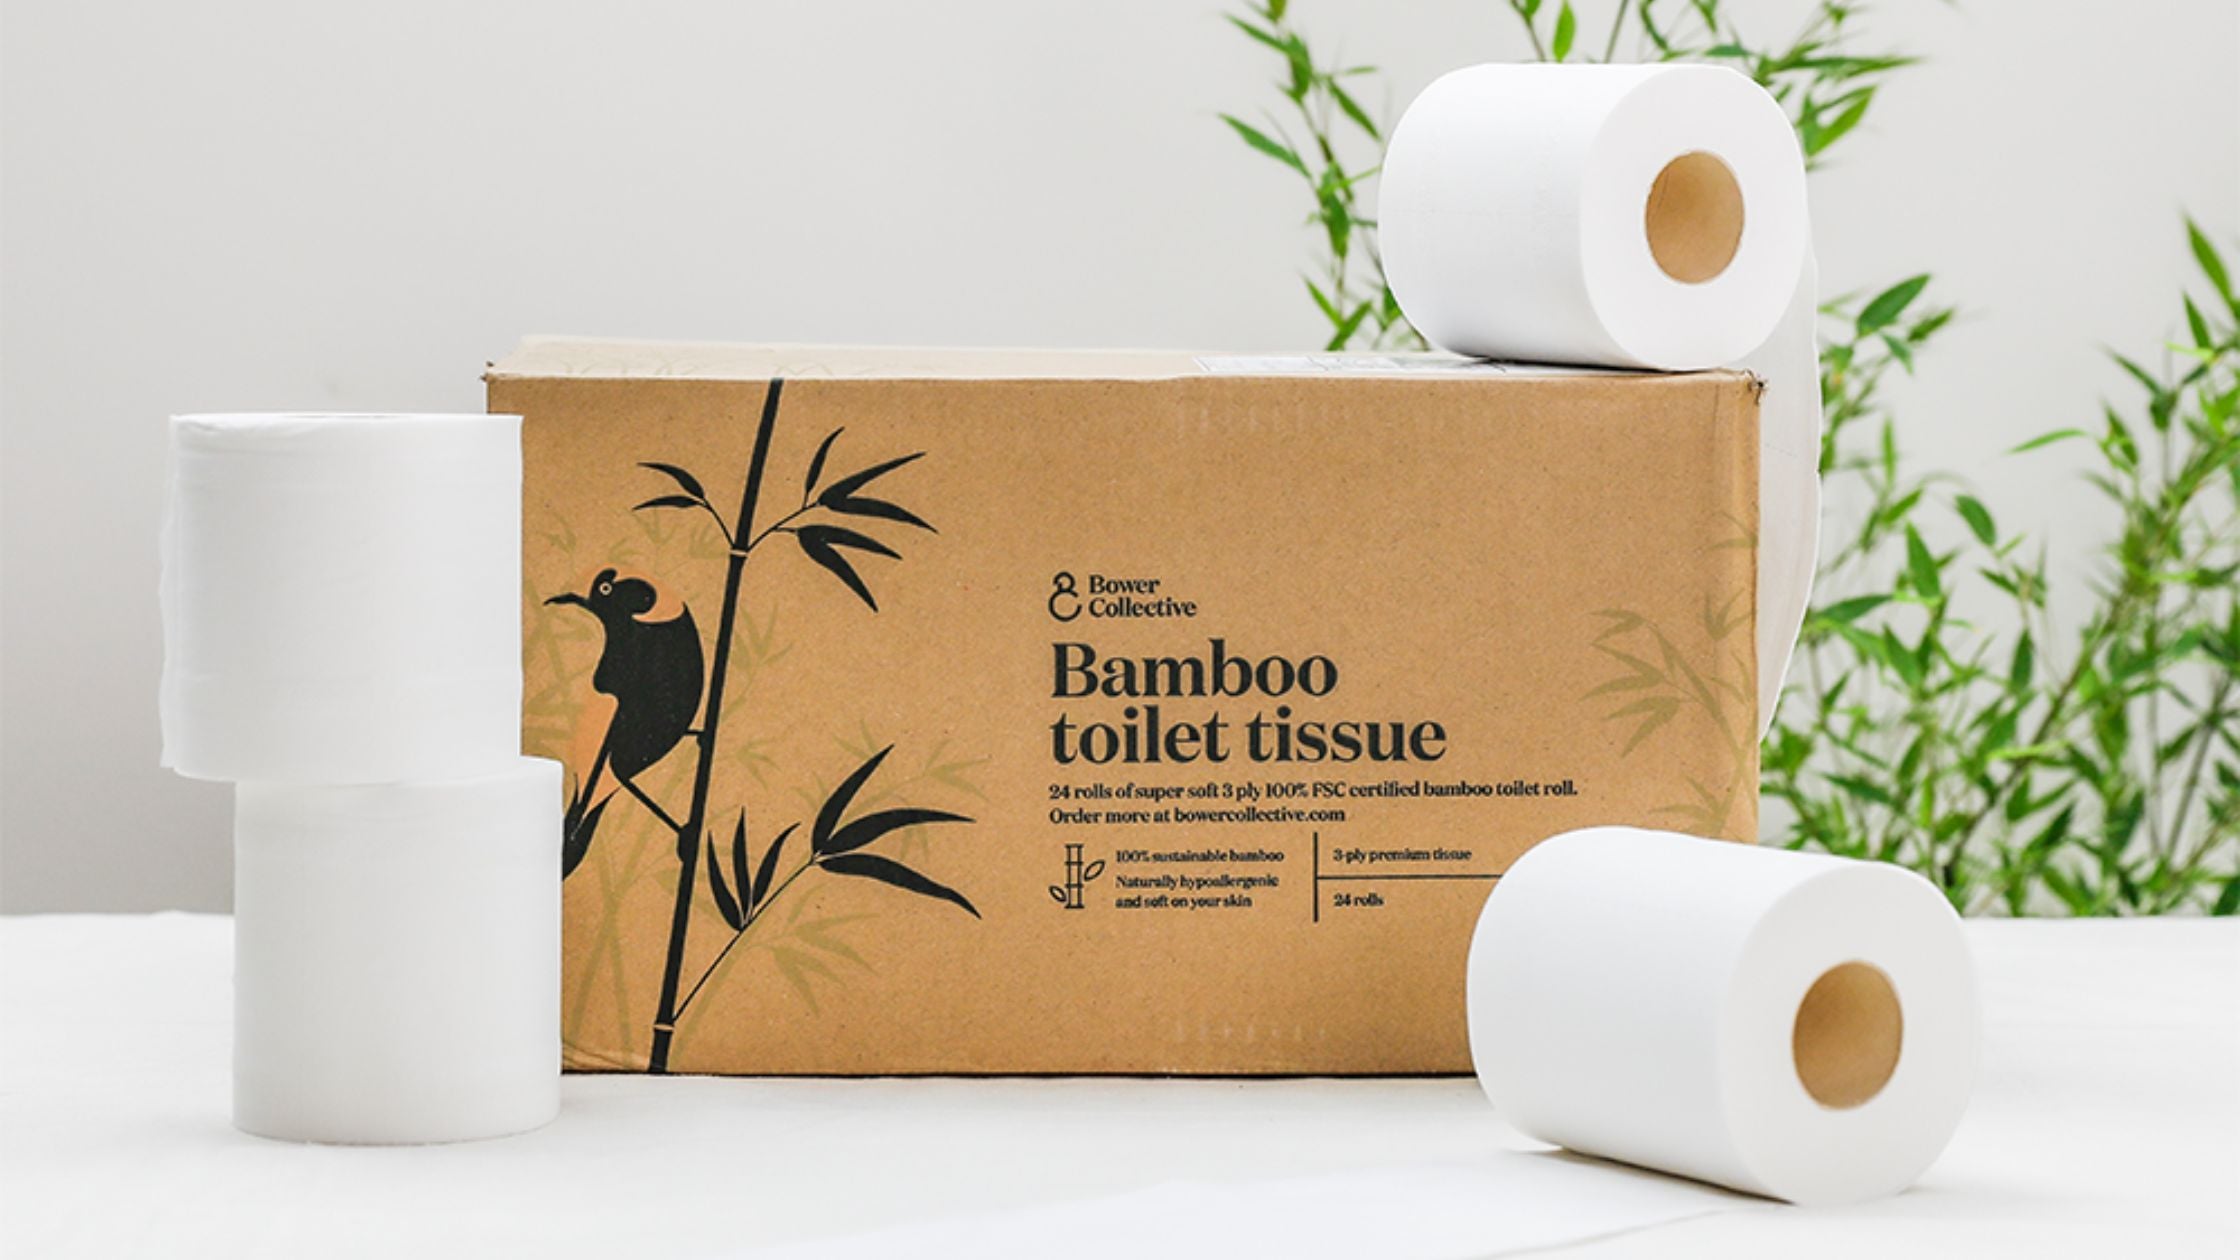 Bower
Collective
Bamboo
toilet tissue
24 rolls of super soft 3 ply 100% FSC certified bamboo toilet roll.
Order more at bowercollective.com
100% sustainable bamboo
Naturally hypoallergenic
and soft on your skin
3-ply premium tissue
24 rolls